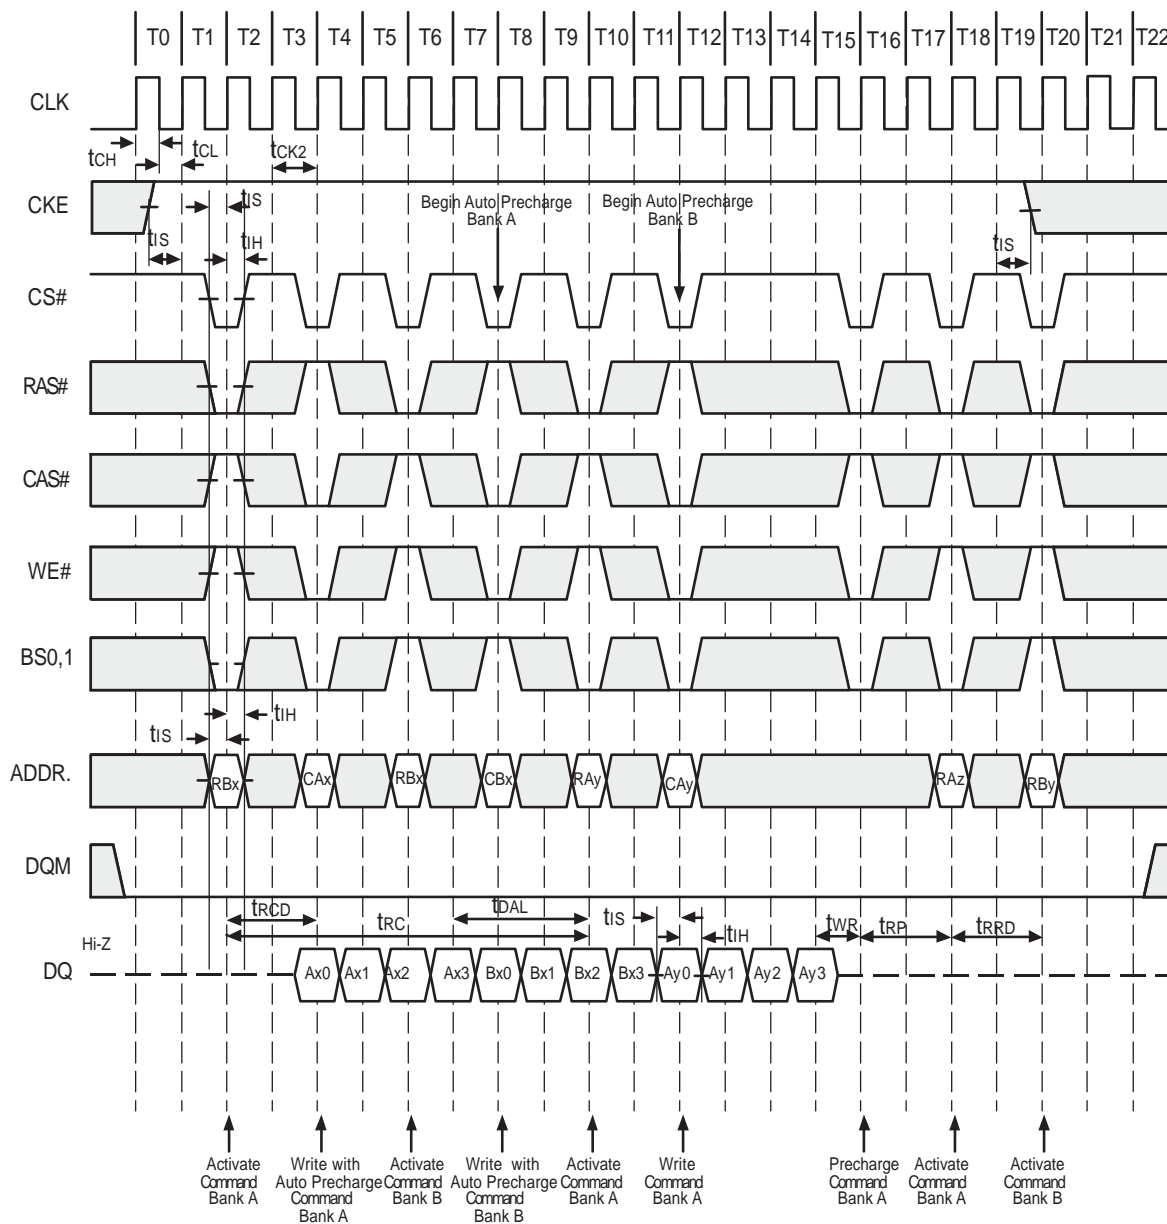 T0 T1 T2 T3 T4 T5 T6 T7 T8 T9 T10 T11 T12 T13 T14 T15 T16 T17 T18 T19 T20 T21 T22
CLK
tCH tCL tCK2
CKE
tIS
Begin Auto Precharge
Bank A
Begin Auto Precharge
Bank B
tIS tIH tIS
CS#
RAS#
CAS#
WE#
BS0,1
tIH
tIS
ADDR.
RBx CAx RBx CBx RAy CAy RAz RBy
DQM
tRCD tRC tDAL tIS tIH tWR tRP tRRD
Hi-Z
DQ
Ax0 Ax1 Ax2 Ax3 Bx0 Bx1 Bx2 Bx3 Ay0 Ay1 Ay2 Ay3
Activate
Command
Bank A
Write with
Auto Precharge
Command
Bank A
Activate
Command
Bank B
Write with
Auto Precharge
Command
Bank B
Activate
Command
Bank A
Write
Command
Bank A
Precharge
Command
Bank A
Activate
Command
Bank A
Activate
Command
Bank B